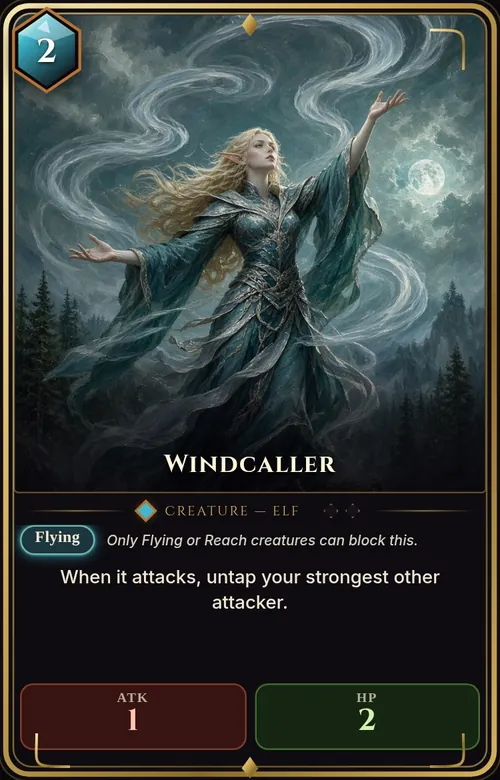 2
Windcaller
CREATURE — ELF
Flying Only Flying or Reach creatures can block this.
When it attacks, untap your strongest other
attacker.
ATK HP
1 2